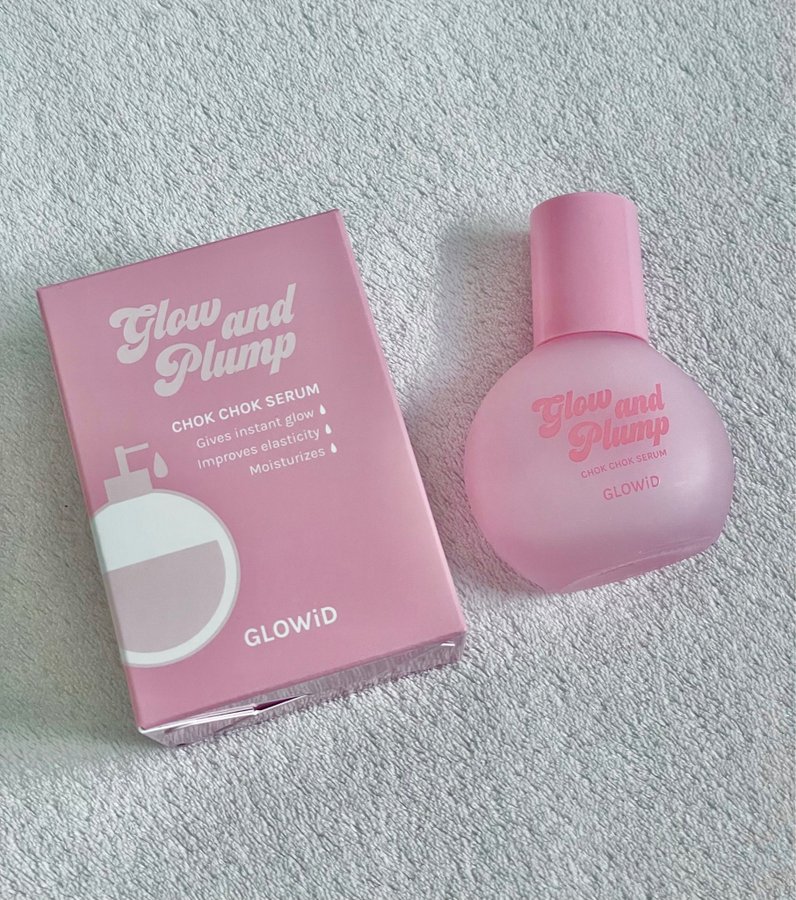 Glow and
Plump
CHOK CHOK SERUM
Gives instant glow
Improves elasticity
Moisturizes
GLOWiD
Glow and
Plump
CHOK CHOK SERUM
GLOWiD